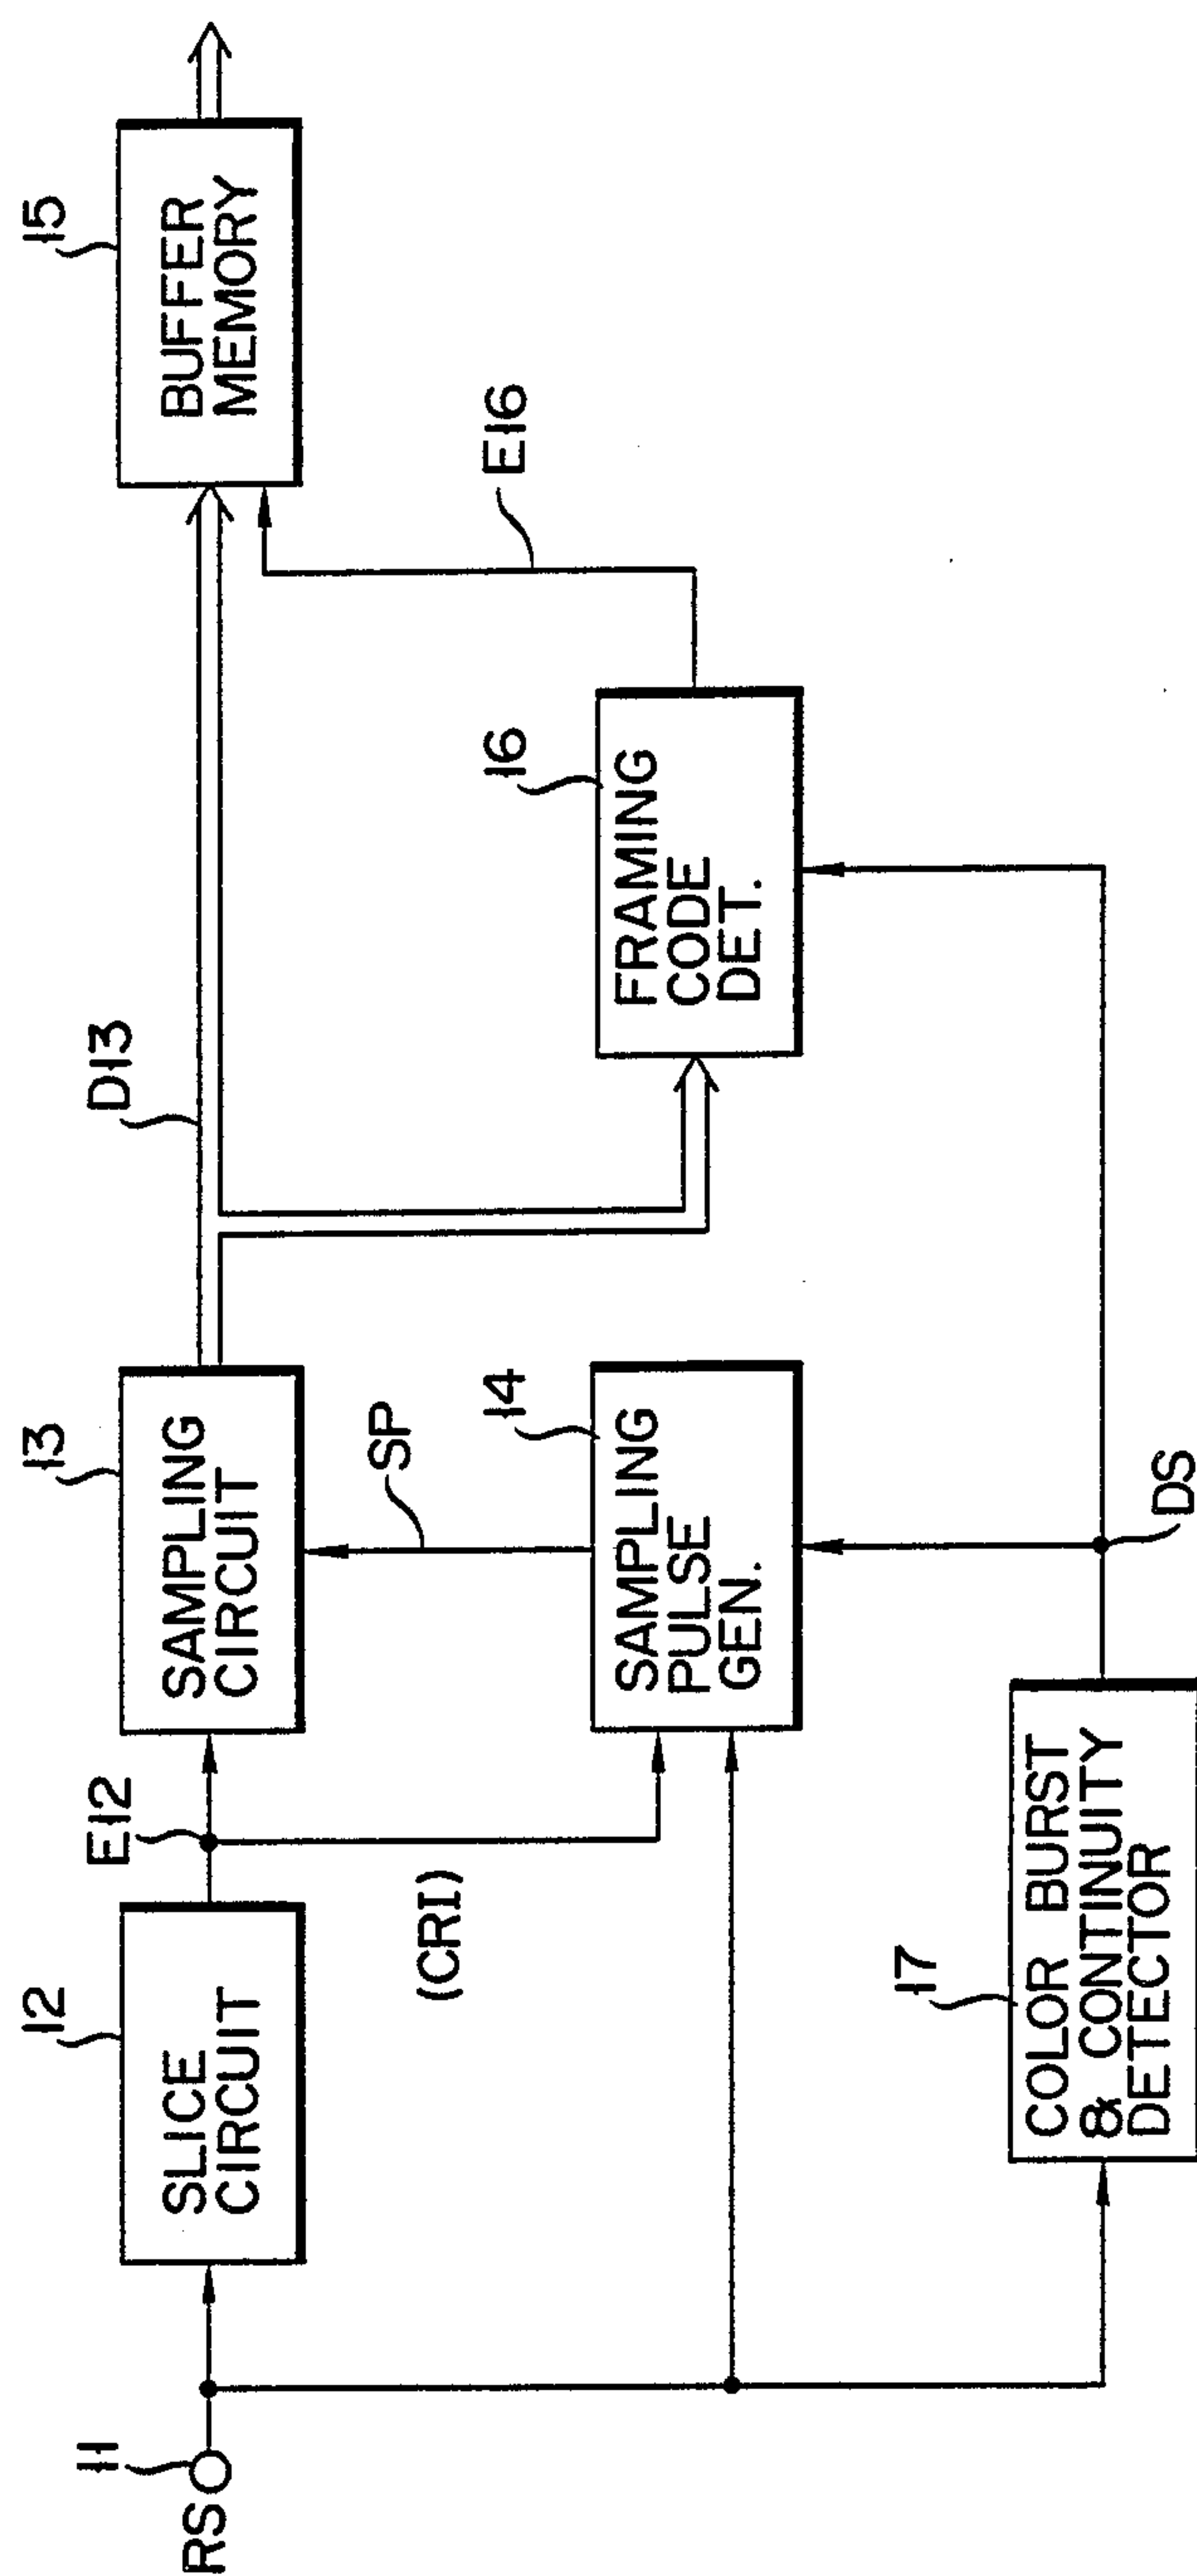 11
RS
12
SLICE
CIRCUIT
E12
(CRI)
13
SAMPLING
CIRCUIT
SP
14
SAMPLING
PULSE
GEN.
D13
15
BUFFER
MEMORY
E16
16
FRAMING
CODE
DET.
17
COLOR BURST
& CONTINUITY
DETECTOR
DS